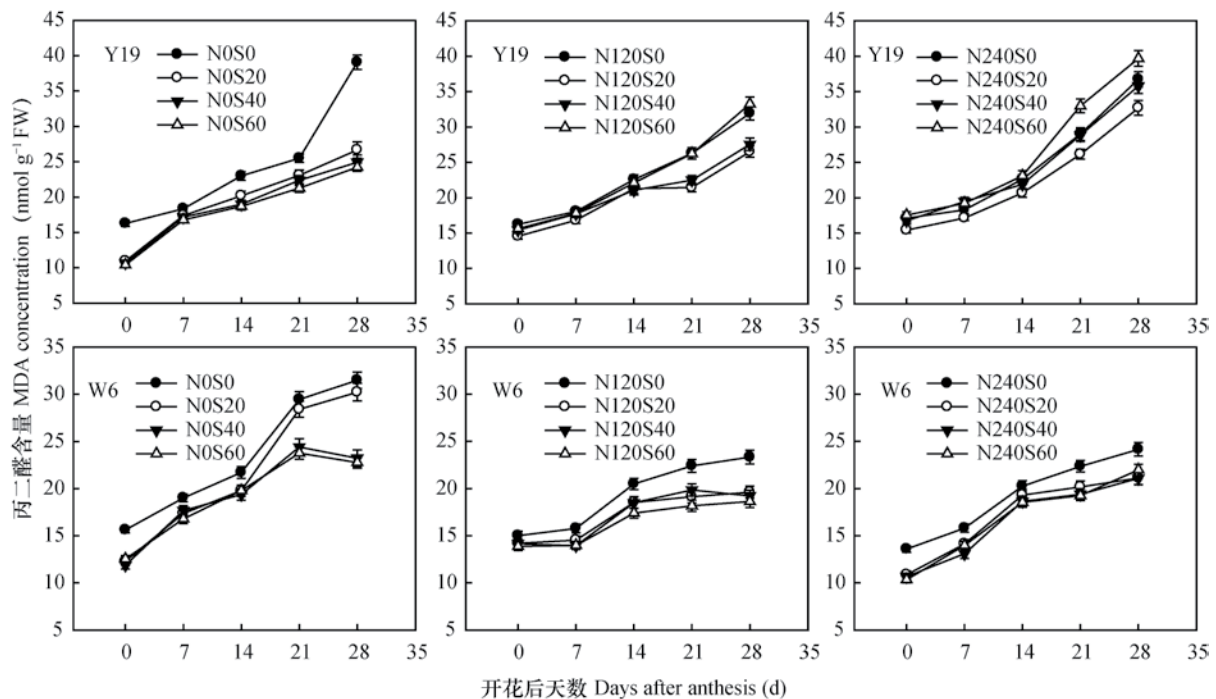 丙二醛含量 MDA concentration (nmol g⁻¹ FW)
45
40
35
30
25
20
15
10
5
Y19
N0S0
N0S20
N0S40
N0S60
0 7 14 21 28 35
45
40
35
30
25
20
15
10
5
Y19
N120S0
N120S20
N120S40
N120S60
0 7 14 21 28 35
45
40
35
30
25
20
15
10
5
Y19
N240S0
N240S20
N240S40
N240S60
0 7 14 21 28 35
35
30
25
20
15
10
5
W6
N0S0
N0S20
N0S40
N0S60
0 7 14 21 28 35
35
30
25
20
15
10
5
W6
N120S0
N120S20
N120S40
N120S60
0 7 14 21 28 35
35
30
25
20
15
10
5
W6
N240S0
N240S20
N240S40
N240S60
0 7 14 21 28 35
开花后天数 Days after anthesis (d)